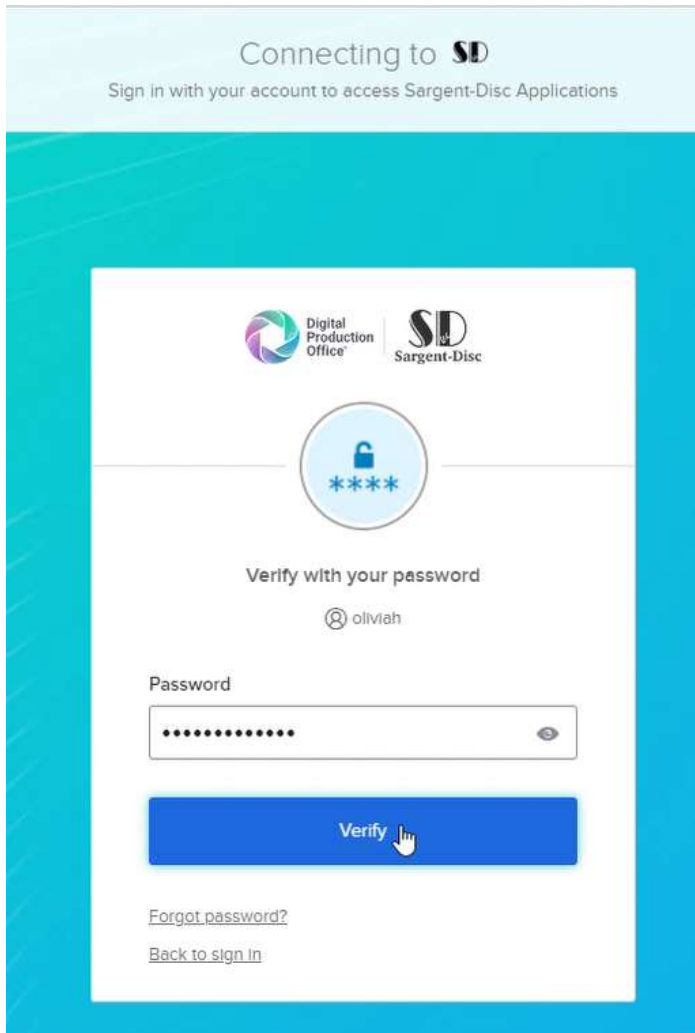 Connecting to SD
Sign in with your account to access Sargent-Disc Applications
Digital
Production
Office
SD
Sargent-Disc
****
Verify with your password
oliviah
Password
•••••••••••••
Verify
Forgot password?
Back to sign in